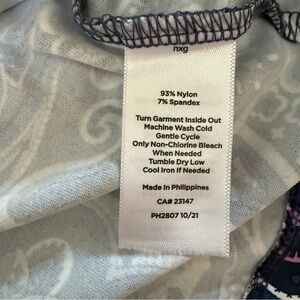 nxg
93% Nylon
7% Spandex
Turn Garment Inside Out
Machine Wash Cold
Gentle Cycle
Only Non-Chlorine Bleach
When Needed
Tumble Dry Low
Cool Iron If Needed
Made in Philippines
CA# 23147
PH2807 10/21